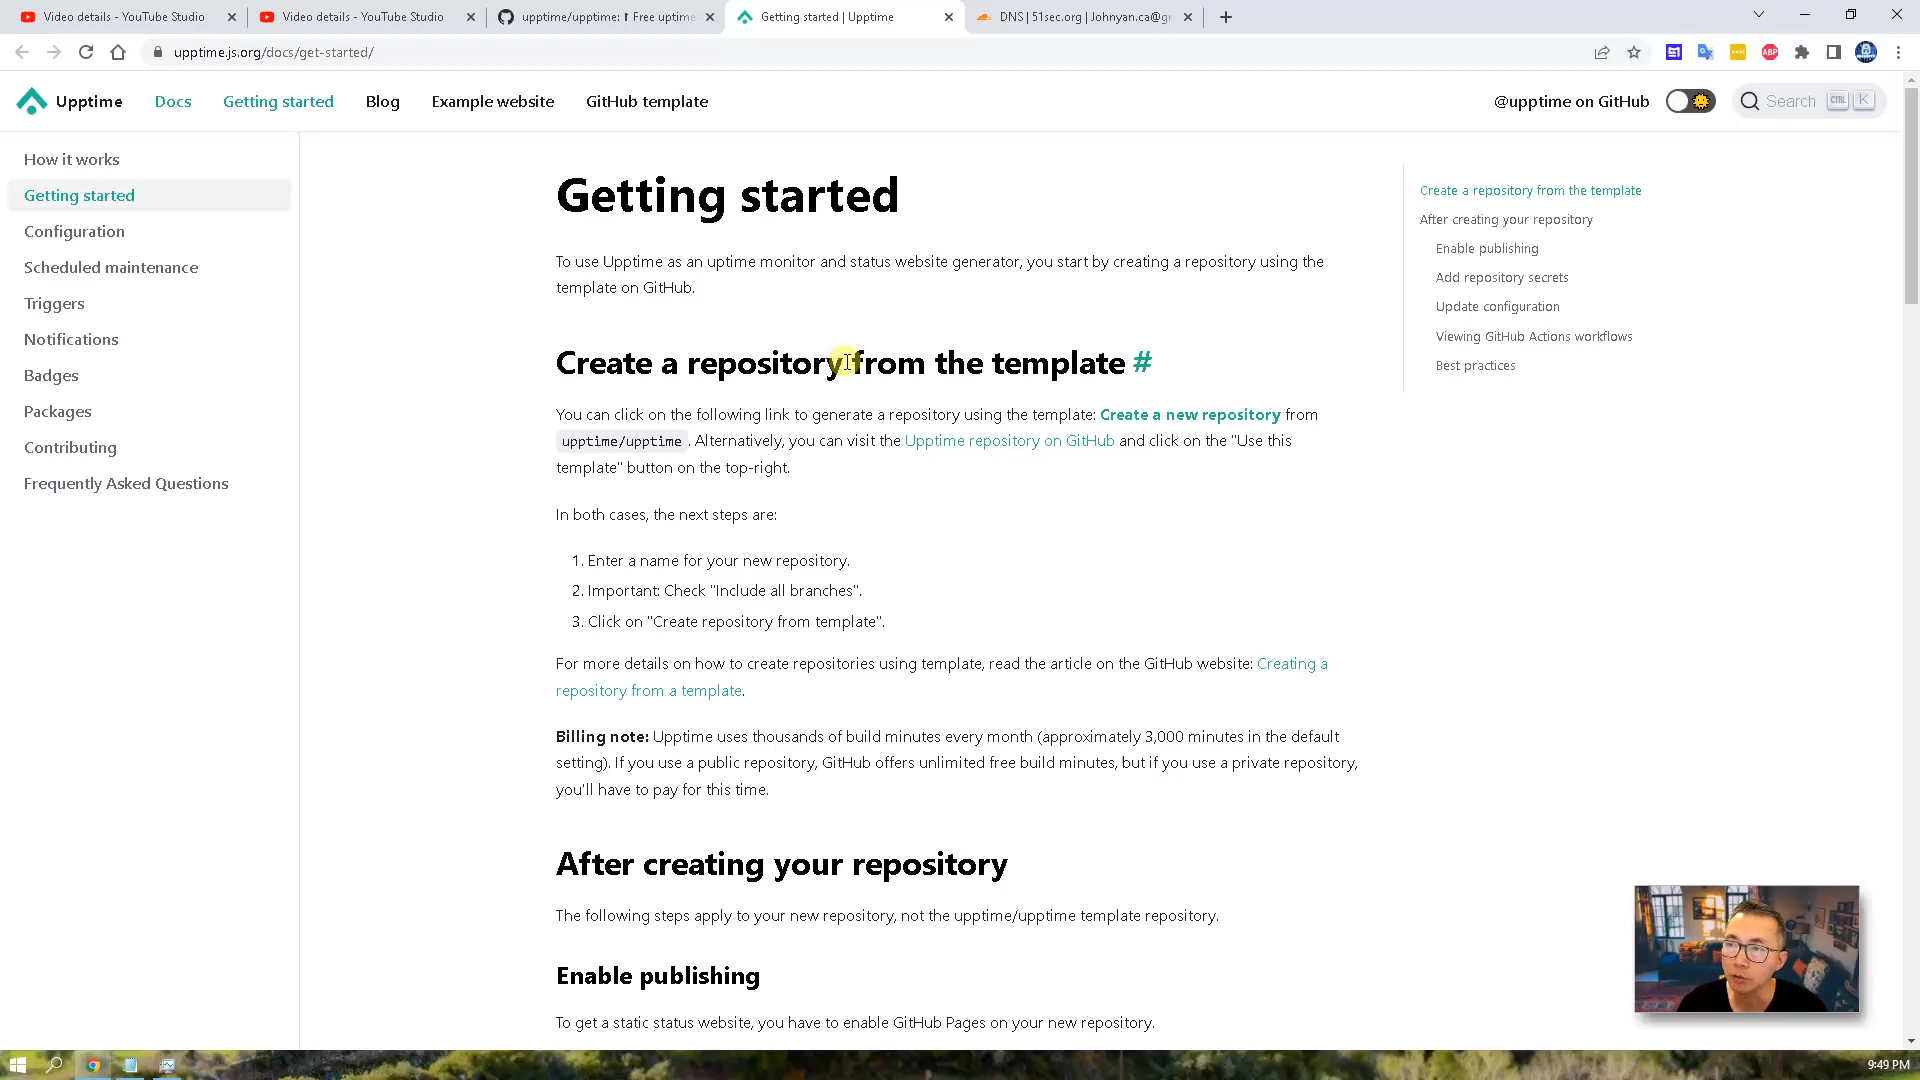 Video details - YouTube Studio
Video details - YouTube Studio
upptime/upptime: Free uptime
Getting started | Upptime
DNS | 51sec.org | Johnyan.ca@g
upptime.js.org/docs/get-started/
ABP
Upptime
Docs
Getting started
Blog
Example website
GitHub template
@upptime on GitHub
Search
CTRL
K
How it works
Getting started
Configuration
Scheduled maintenance
Triggers
Notifications
Badges
Packages
Contributing
Frequently Asked Questions
Getting started
To use Upptime as an uptime monitor and status website generator, you start by creating a repository using the
template on GitHub.
Create a repository from the template #
You can click on the following link to generate a repository using the template: Create a new repository from
upptime/upptime. Alternatively, you can visit the Upptime repository on GitHub and click on the "Use this
template" button on the top-right.
In both cases, the next steps are:
1. Enter a name for your new repository.
2. Important: Check "Include all branches".
3. Click on "Create repository from template".
For more details on how to create repositories using template, read the article on the GitHub website: Creating a
repository from a template.
Billing note: Upptime uses thousands of build minutes every month (approximately 3,000 minutes in the default
setting). If you use a public repository, GitHub offers unlimited free build minutes, but if you use a private repository,
you'll have to pay for this time.
After creating your repository
The following steps apply to your new repository, not the upptime/upptime template repository.
Enable publishing
To get a static status website, you have to enable GitHub Pages on your new repository.
Create a repository from the template
After creating your repository
Enable publishing
Add repository secrets
Update configuration
Viewing GitHub Actions workflows
Best practices
9:49 PM